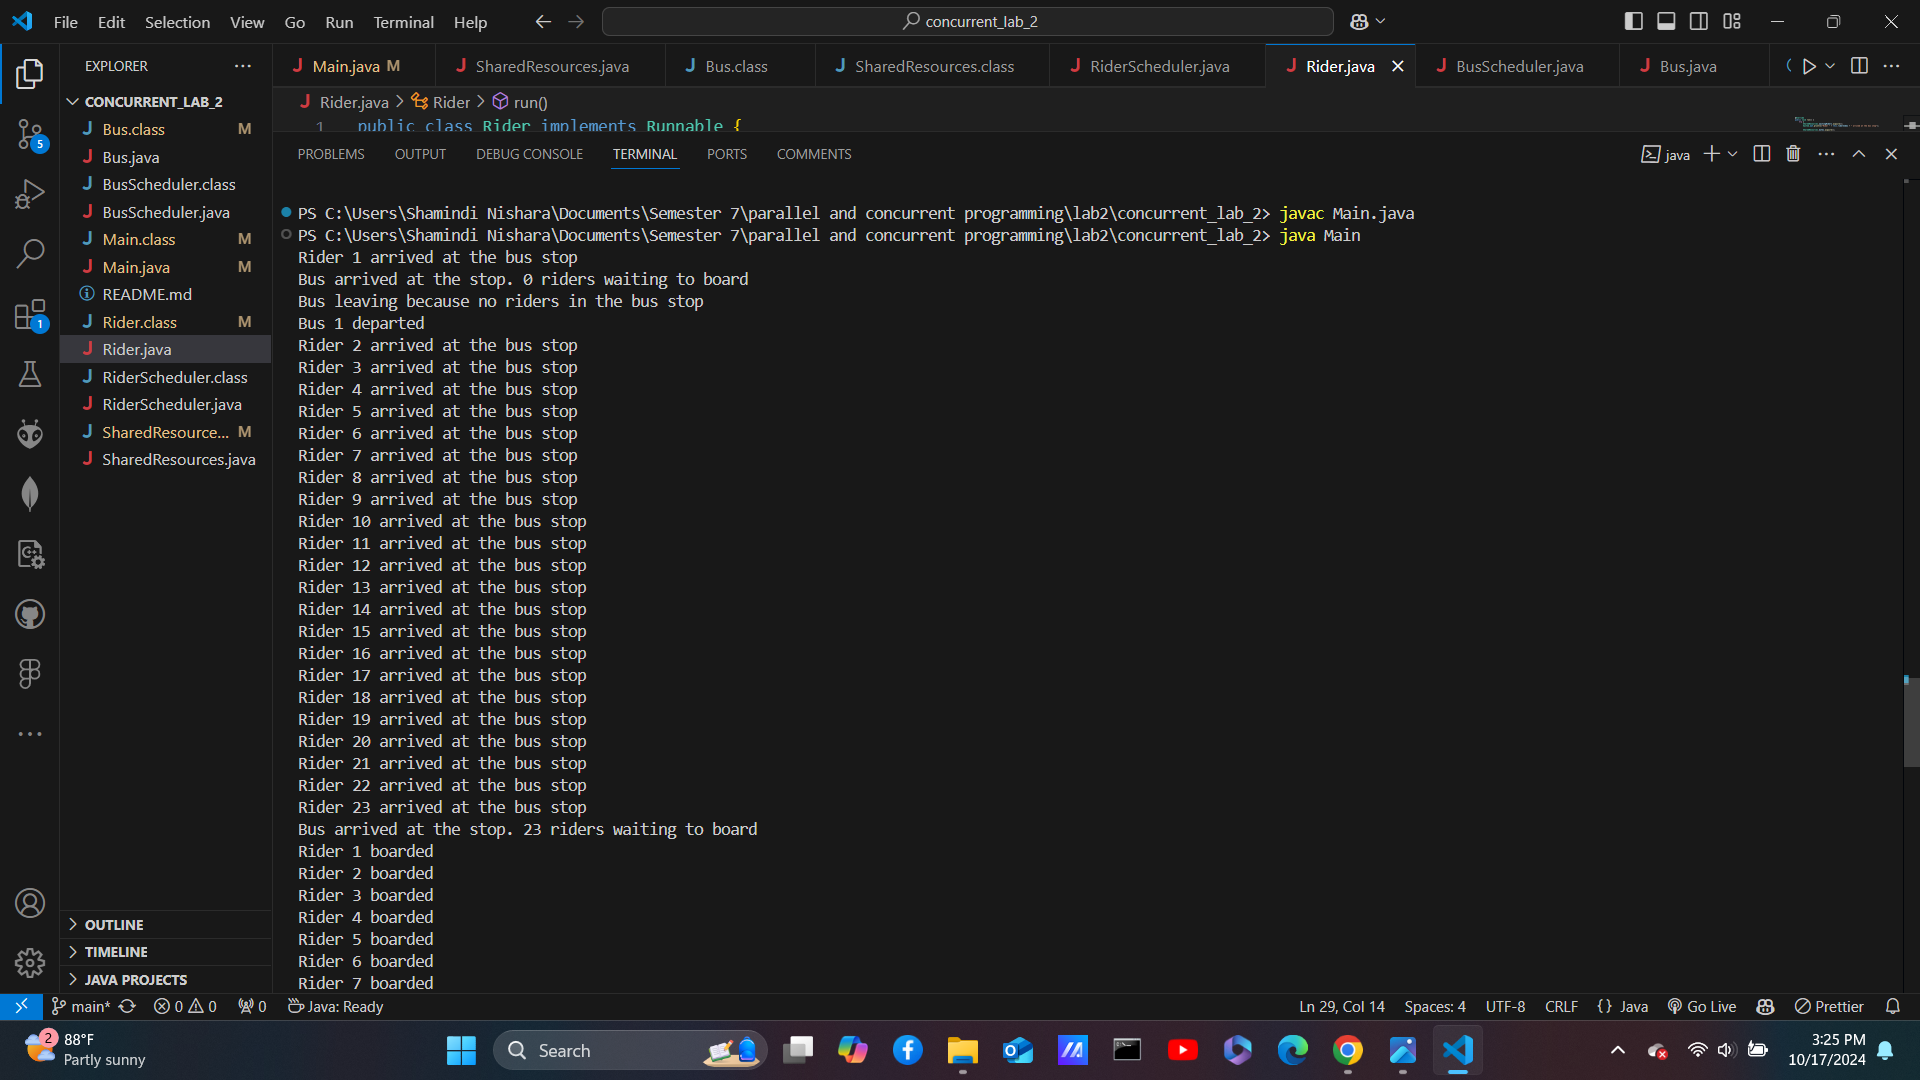 File Edit Selection View Go Run Terminal Help
concurrent_lab_2
EXPLORER
CONCURRENT_LAB_2
Bus.class M
Bus.java
BusScheduler.class
BusScheduler.java
Main.class M
Main.java M
README.md
Rider.class M
Rider.java
RiderScheduler.class
RiderScheduler.java
SharedResource... M
SharedResources.java
OUTLINE
TIMELINE
JAVA PROJECTS
Main.java M SharedResources.java Bus.class SharedResources.class RiderScheduler.java Rider.java BusScheduler.java Bus.java
Rider.java > Rider > run()
1 public class Rider implements Runnable {
PROBLEMS OUTPUT DEBUG CONSOLE TERMINAL PORTS COMMENTS
java
PS C:\Users\Shamindi Nishara\Documents\Semester 7\parallel and concurrent programming\lab2\concurrent_lab_2> javac Main.java
PS C:\Users\Shamindi Nishara\Documents\Semester 7\parallel and concurrent programming\lab2\concurrent_lab_2> java Main
Rider 1 arrived at the bus stop
Bus arrived at the stop. 0 riders waiting to board
Bus leaving because no riders in the bus stop
Bus 1 departed
Rider 2 arrived at the bus stop
Rider 3 arrived at the bus stop
Rider 4 arrived at the bus stop
Rider 5 arrived at the bus stop
Rider 6 arrived at the bus stop
Rider 7 arrived at the bus stop
Rider 8 arrived at the bus stop
Rider 9 arrived at the bus stop
Rider 10 arrived at the bus stop
Rider 11 arrived at the bus stop
Rider 12 arrived at the bus stop
Rider 13 arrived at the bus stop
Rider 14 arrived at the bus stop
Rider 15 arrived at the bus stop
Rider 16 arrived at the bus stop
Rider 17 arrived at the bus stop
Rider 18 arrived at the bus stop
Rider 19 arrived at the bus stop
Rider 20 arrived at the bus stop
Rider 21 arrived at the bus stop
Rider 22 arrived at the bus stop
Rider 23 arrived at the bus stop
Bus arrived at the stop. 23 riders waiting to board
Rider 1 boarded
Rider 2 boarded
Rider 3 boarded
Rider 4 boarded
Rider 5 boarded
Rider 6 boarded
Rider 7 boarded
5
1
main* 0 0 0 Java: Ready
Ln 29, Col 14 Spaces: 4 UTF-8 CRLF {} Java Go Live Prettier
2
88°F
Partly sunny
Search
3:25 PM
10/17/2024